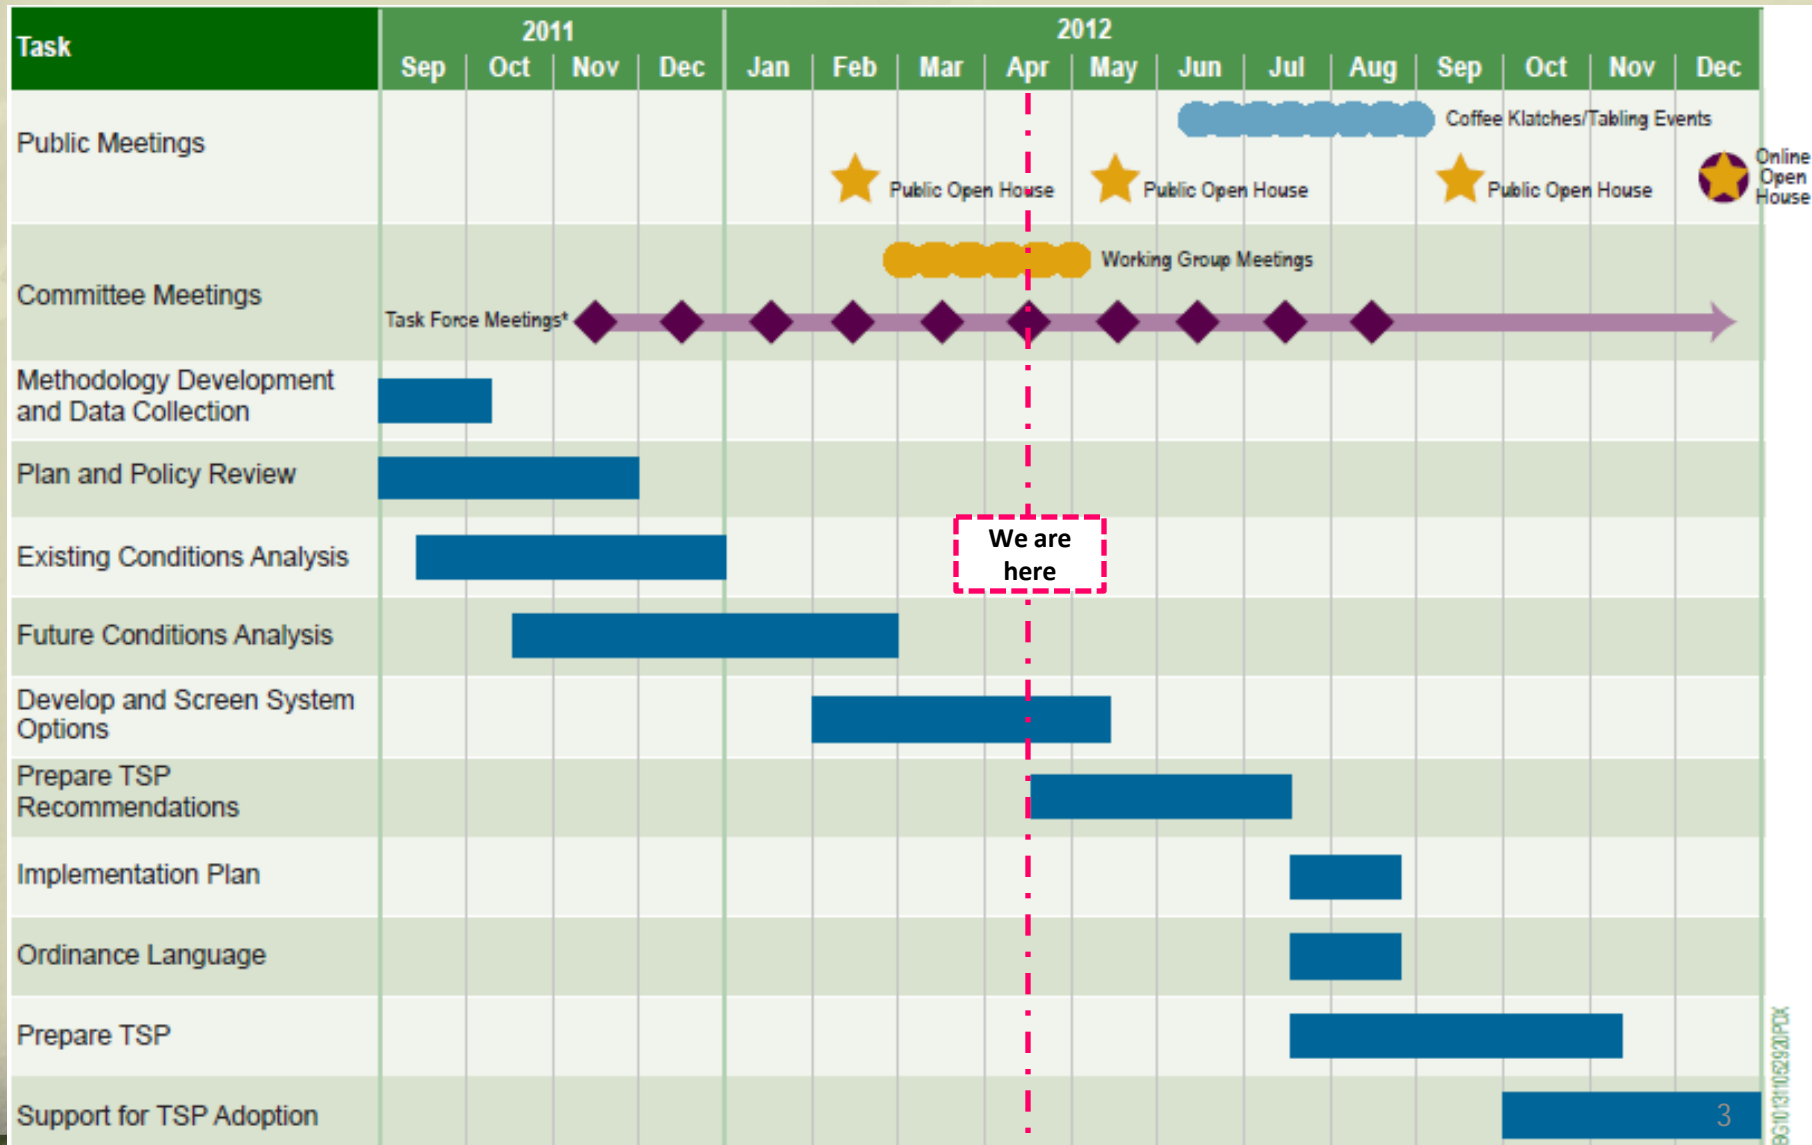 Task
2011
2012
Sep Oct Nov Dec Jan Feb Mar Apr May Jun Jul Aug Sep Oct Nov Dec
Public Meetings
Coffee Klatches/Tabling Events
Public Open House
Public Open House
Public Open House
Online
Open
House
Committee Meetings
Working Group Meetings
Task Force Meetings*
Methodology Development
and Data Collection
Plan and Policy Review
Existing Conditions Analysis
We are
here
Future Conditions Analysis
Develop and Screen System
Options
Prepare TSP
Recommendations
Implementation Plan
Ordinance Language
Prepare TSP
Support for TSP Adoption
3